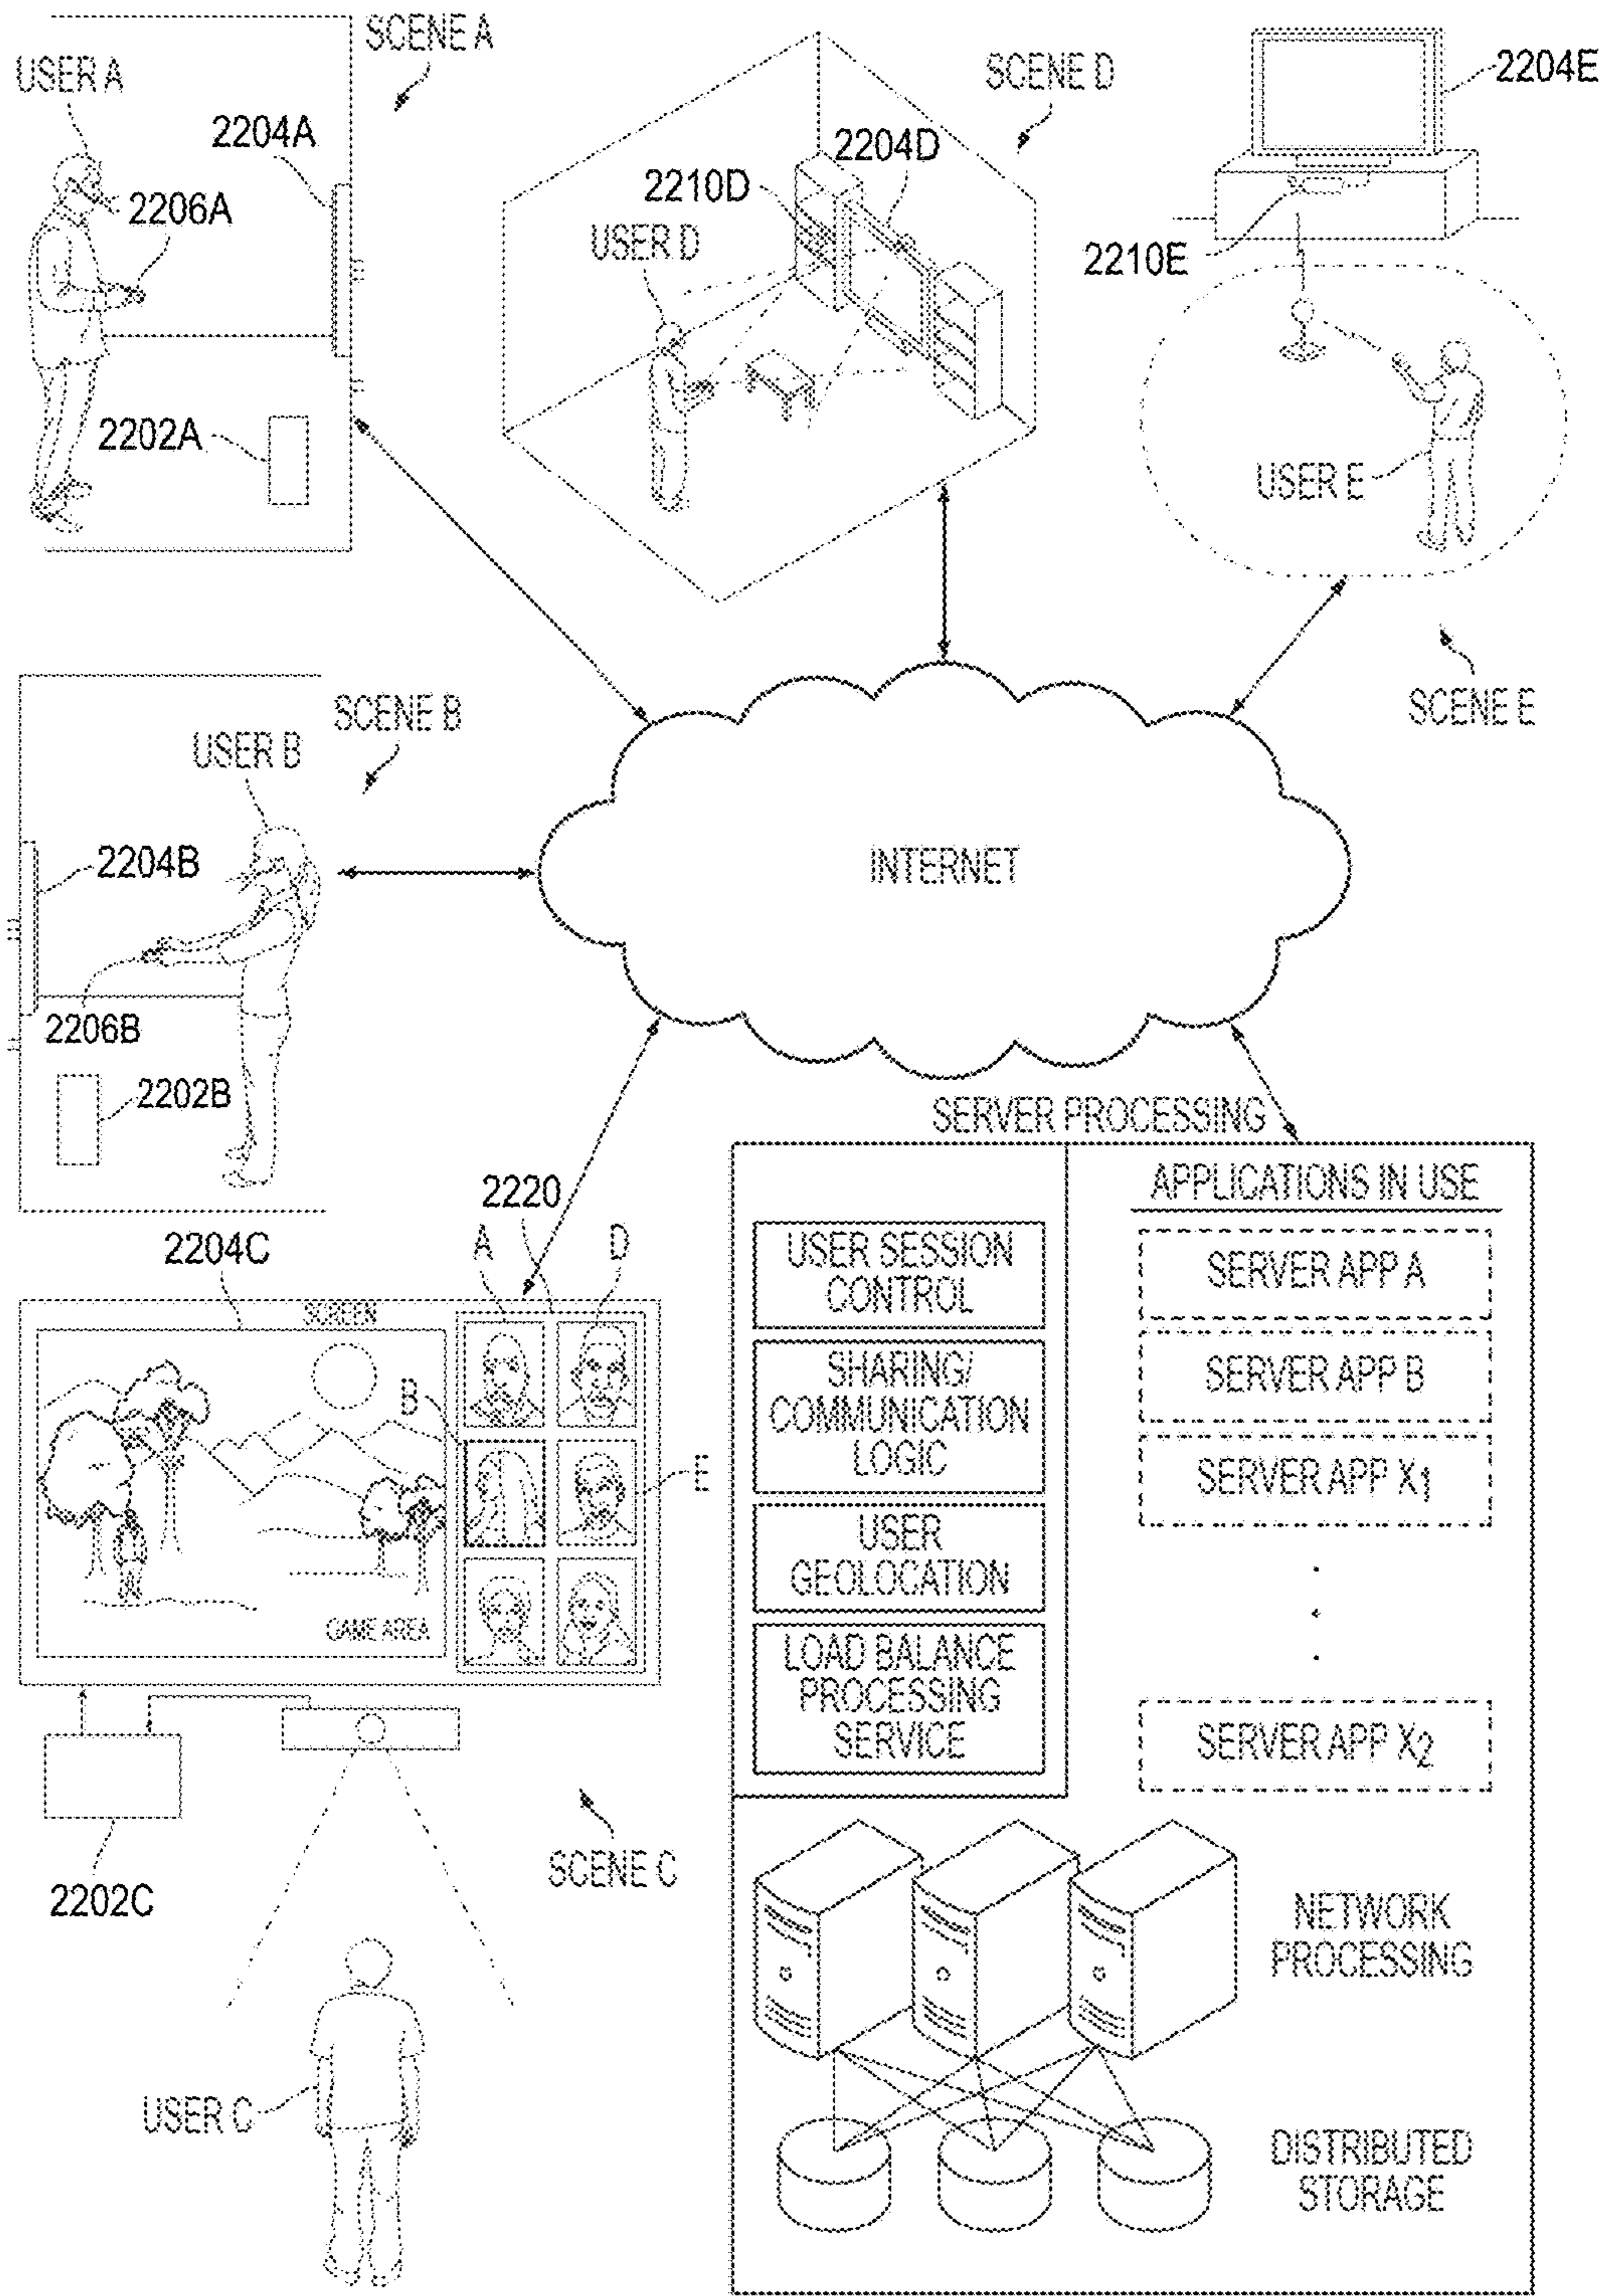 SCENE A
USER A
2204A
2206A
2202A
SCENE D
2204D
2210D
USER D
2204E
2210E
USER E
SCENE E
SCENE B
USER B
2204B
2206B
2202B
INTERNET
SERVER PROCESSING
2220
2204C
A
D
SCREEN
B
E
GAME AREA
2202C
SCENE C
USER C
APPLICATIONS IN USE
USER SESSION
CONTROL
SHARING/
COMMUNICATION
LOGIC
USER
GEOLOCATION
LOAD BALANCE
PROCESSING
SERVICE
SERVER APP A
SERVER APP B
SERVER APP X1
SERVER APP X2
NETWORK
PROCESSING
DISTRIBUTED
STORAGE